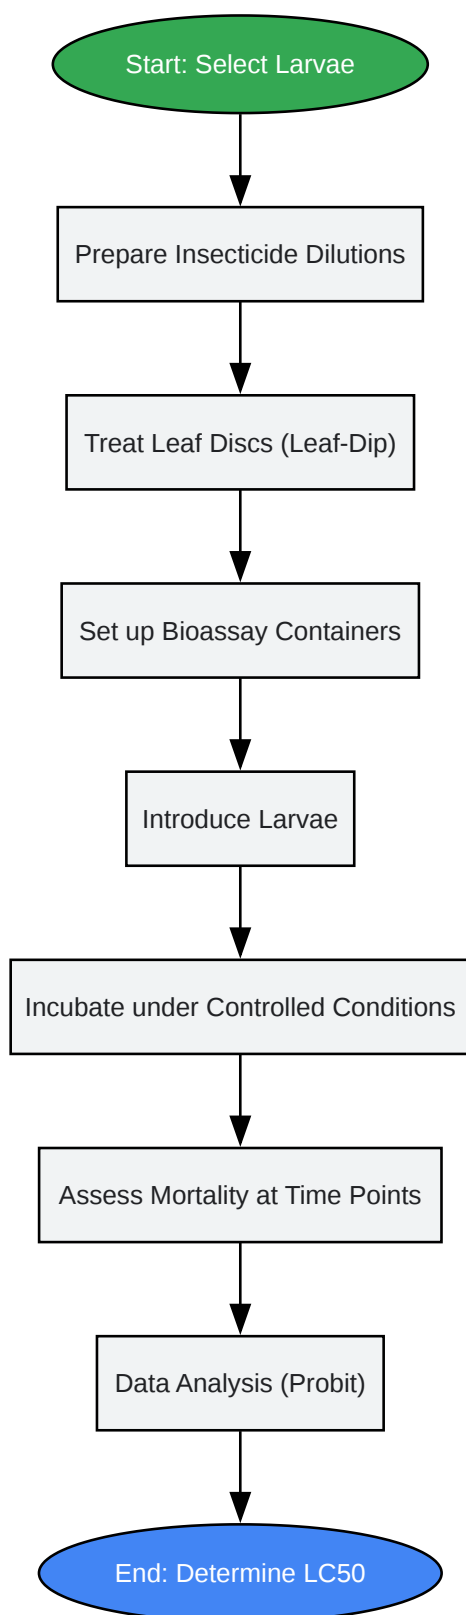 Start: Select Larvae
Prepare Insecticide Dilutions
Treat Leaf Discs (Leaf-Dip)
Set up Bioassay Containers
Introduce Larvae
Incubate under Controlled Conditions
Assess Mortality at Time Points
Data Analysis (Probit)
End: Determine LC50